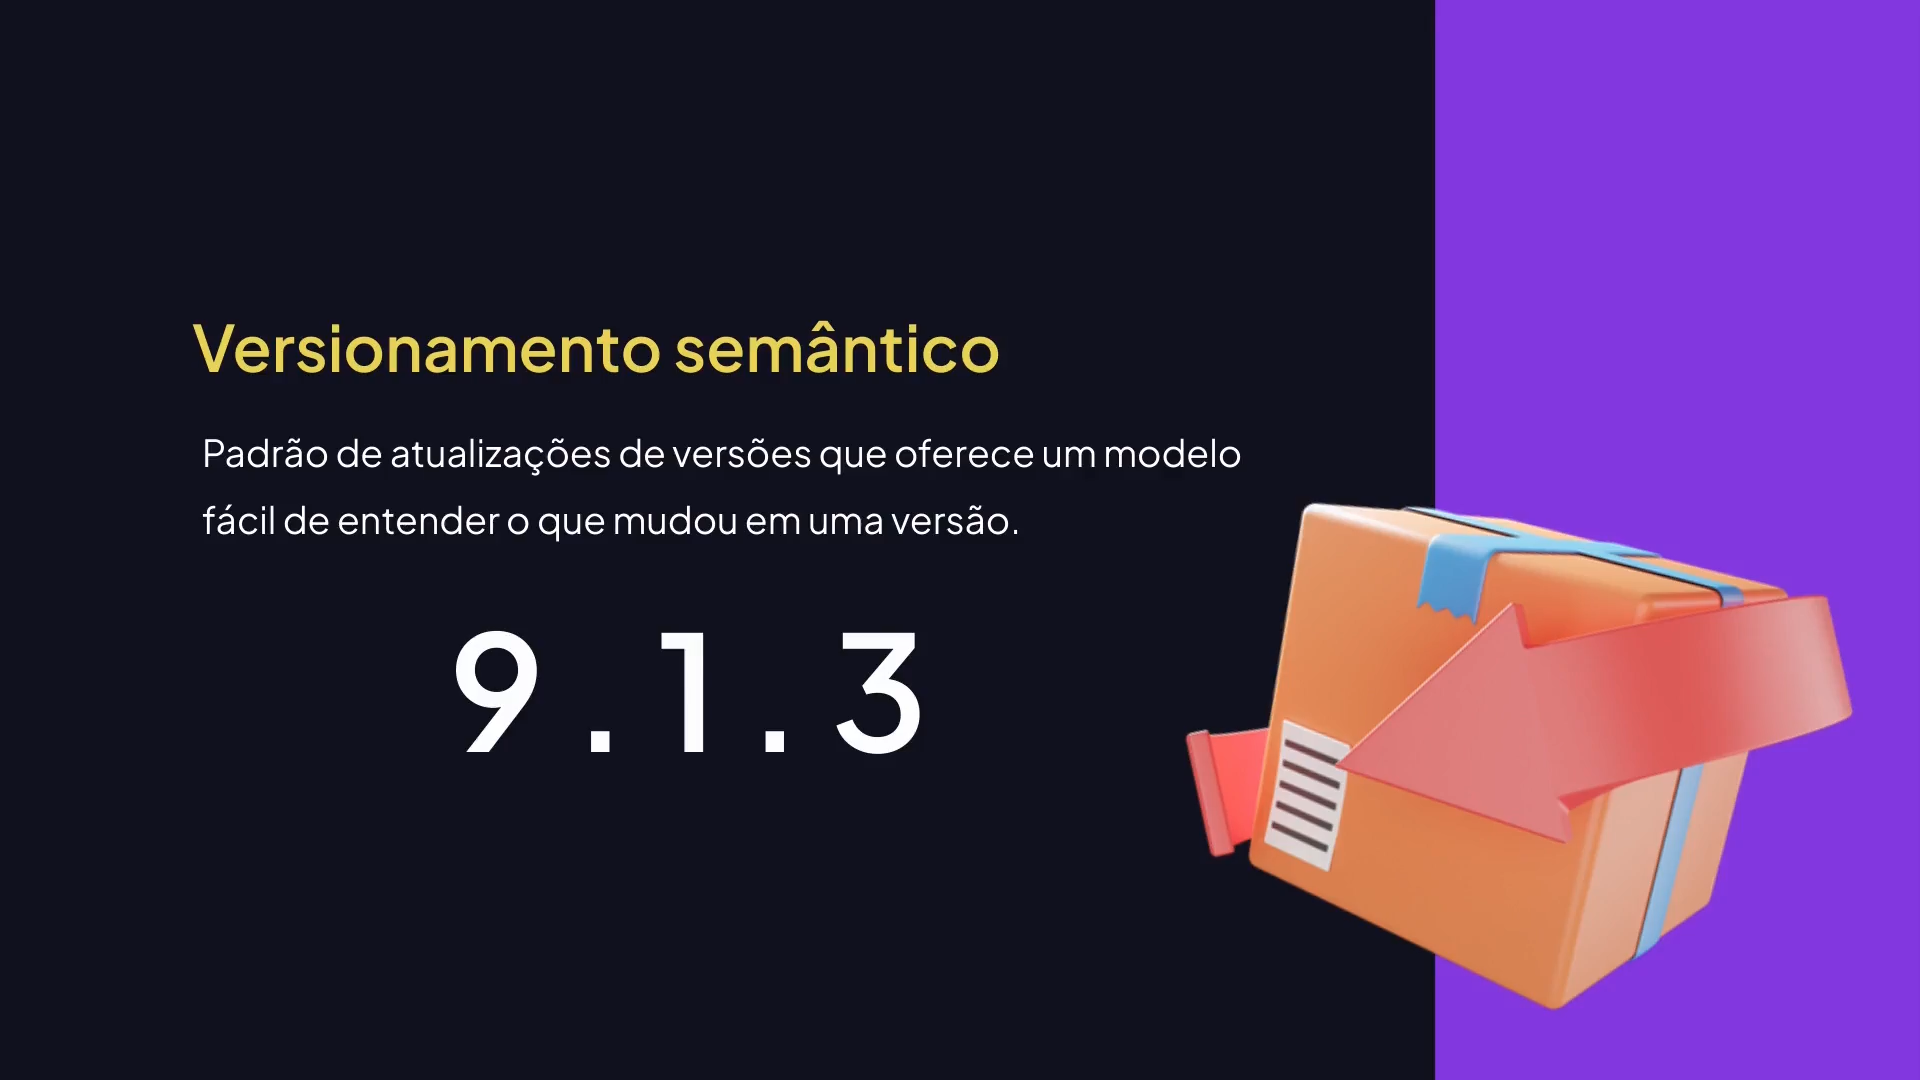 Versionamento semântico
Padrão de atualizações de versões que oferece um modelo
fácil de entender o que mudou em uma versão.
9.1.3